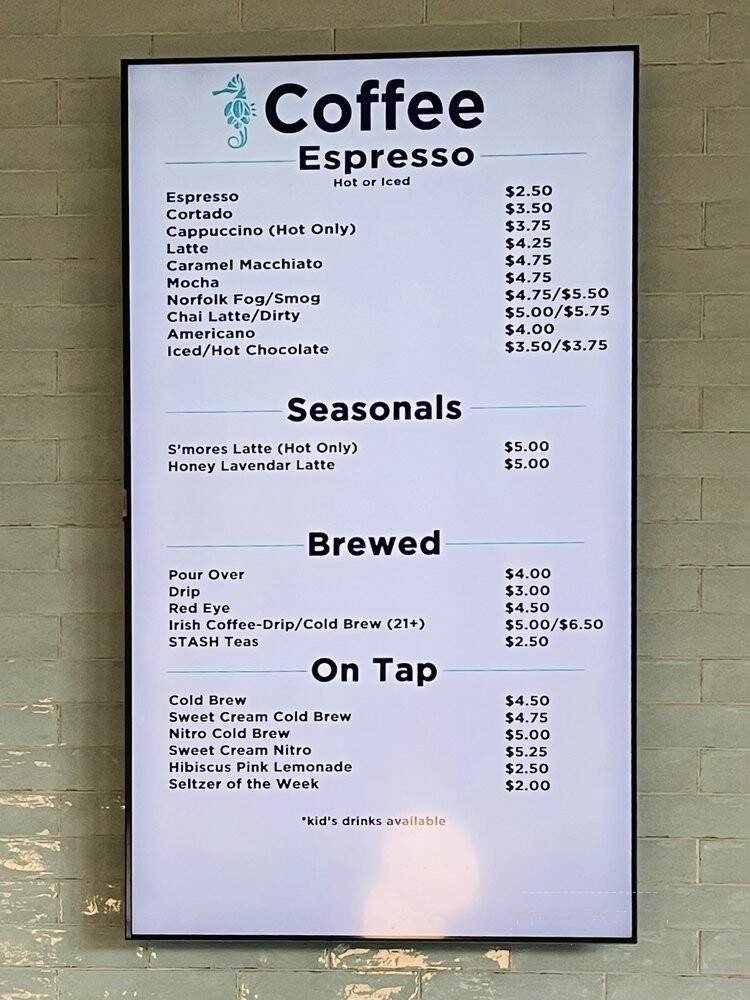 Coffee
Espresso
Hot or Iced
Espresso $2.50
Cortado $3.50
Cappuccino (Hot Only) $3.75
Latte $4.25
Caramel Macchiato $4.75
Mocha $4.75
Norfolk Fog/Smog $4.75/$5.50
Chai Latte/Dirty $5.00/$5.75
Americano $4.00
Iced/Hot Chocolate $3.50/$3.75
Seasonals
S'mores Latte (Hot Only) $5.00
Honey Lavendar Latte $5.00
Brewed
Pour Over $4.00
Drip $3.00
Red Eye $4.50
Irish Coffee-Drip/Cold Brew (21+) $5.00/$6.50
STASH Teas $2.50
On Tap
Cold Brew $4.50
Sweet Cream Cold Brew $4.75
Nitro Cold Brew $5.00
Sweet Cream Nitro $5.25
Hibiscus Pink Lemonade $2.50
Seltzer of the Week $2.00
*kid's drinks available